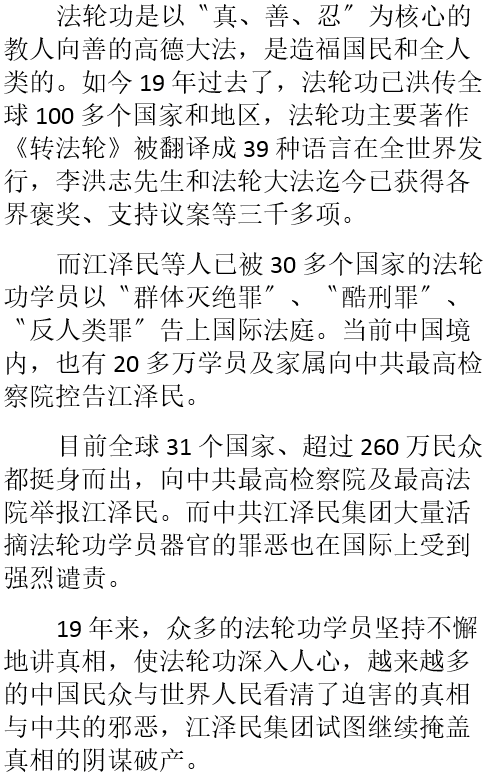 法轮功是以〝真、善、忍〞为核心的
教人向善的高德大法，是造福国民和全人
类的。如今 19 年过去了，法轮功已洪传全
球 100 多个国家和地区，法轮功主要著作
《转法轮》被翻译成 39 种语言在全世界发
行，李洪志先生和法轮大法迄今已获得各
界褒奖、支持议案等三千多项。
而江泽民等人已被 30 多个国家的法轮
功学员以〝群体灭绝罪〞、〝酷刑罪〞、
〝反人类罪〞告上国际法庭。当前中国境
内，也有 20 多万学员及家属向中共最高检
察院控告江泽民。
目前全球 31 个国家、超过 260 万民众
都挺身而出，向中共最高检察院及最高法
院举报江泽民。而中共江泽民集团大量活
摘法轮功学员器官的罪恶也在国际上受到
强烈谴责。
19 年来，众多的法轮功学员坚持不懈
地讲真相，使法轮功深入人心，越来越多
的中国民众与世界人民看清了迫害的真相
与中共的邪恶，江泽民集团试图继续掩盖
真相的阴谋破产。